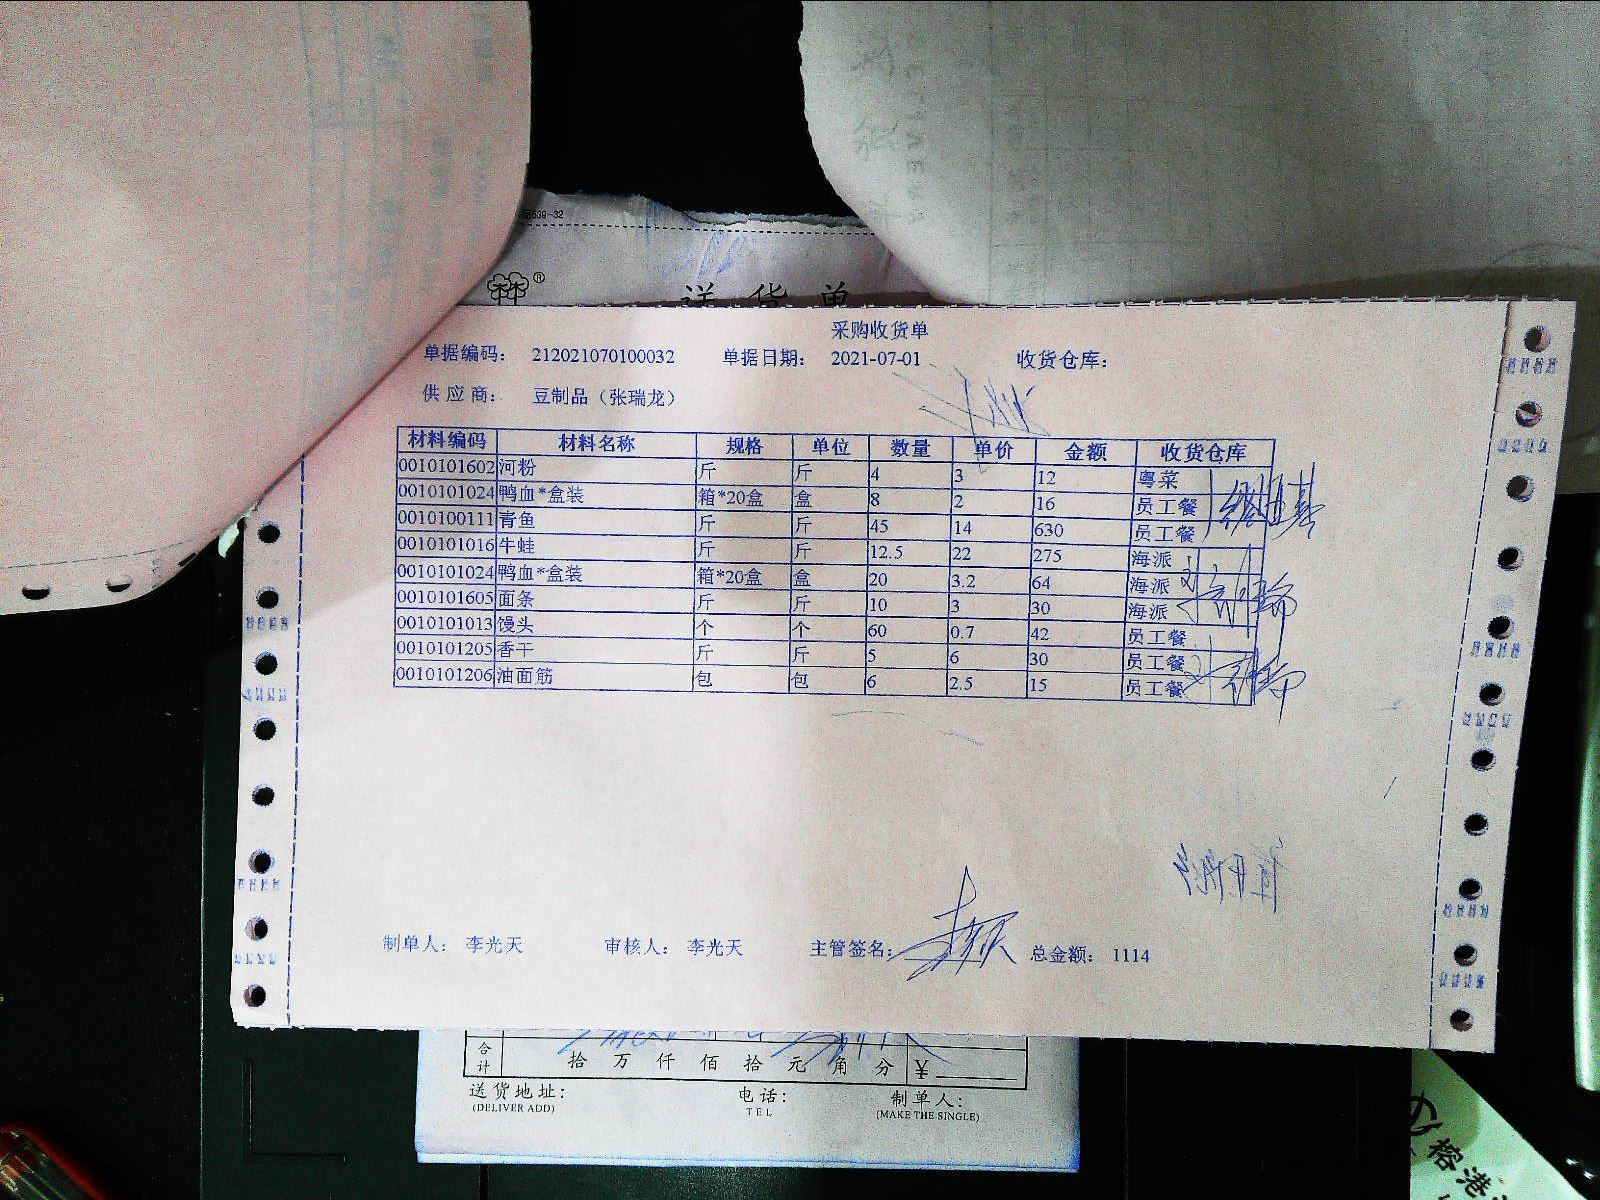 送货单
采购收货单
单据编码： 212021070100032 单据日期： 2021-07-01 收货仓库：
供应商： 豆制品（张瑞龙）
材料编码 材料名称 规格 单位 数量 单价 金额 收货仓库
0010101602 河粉 斤 斤 4 3 12 粤菜
0010101024 鸭血*盒装 箱*20盒 盒 8 2 16 员工餐
0010100111 青鱼 斤 斤 45 14 630 员工餐
0010101016 牛蛙 斤 斤 12.5 22 275 海派
0010101024 鸭血*盒装 箱*20盒 盒 20 3.2 64 海派
0010101605 面条 斤 斤 10 3 30 海派
0010101013 馒头 个 个 60 0.7 42 员工餐
0010101205 香干 斤 斤 5 6 30 员工餐
0010101206 油面筋 包 包 6 2.5 15 员工餐
制单人： 李光天 审核人： 李光天 主管签名： 总金额： 1114
合计 拾 万 仟 佰 拾 元 角 分 ¥
送货地址： 电话： 制单人：
(DELIVER ADD) TEL (MAKE THE SINGLE)
榕港